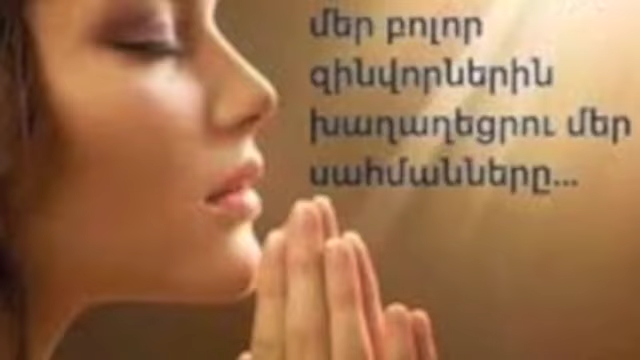 մեր բոլոր
զինվորներին
խաղաղեցրու մեր
սահմանները...